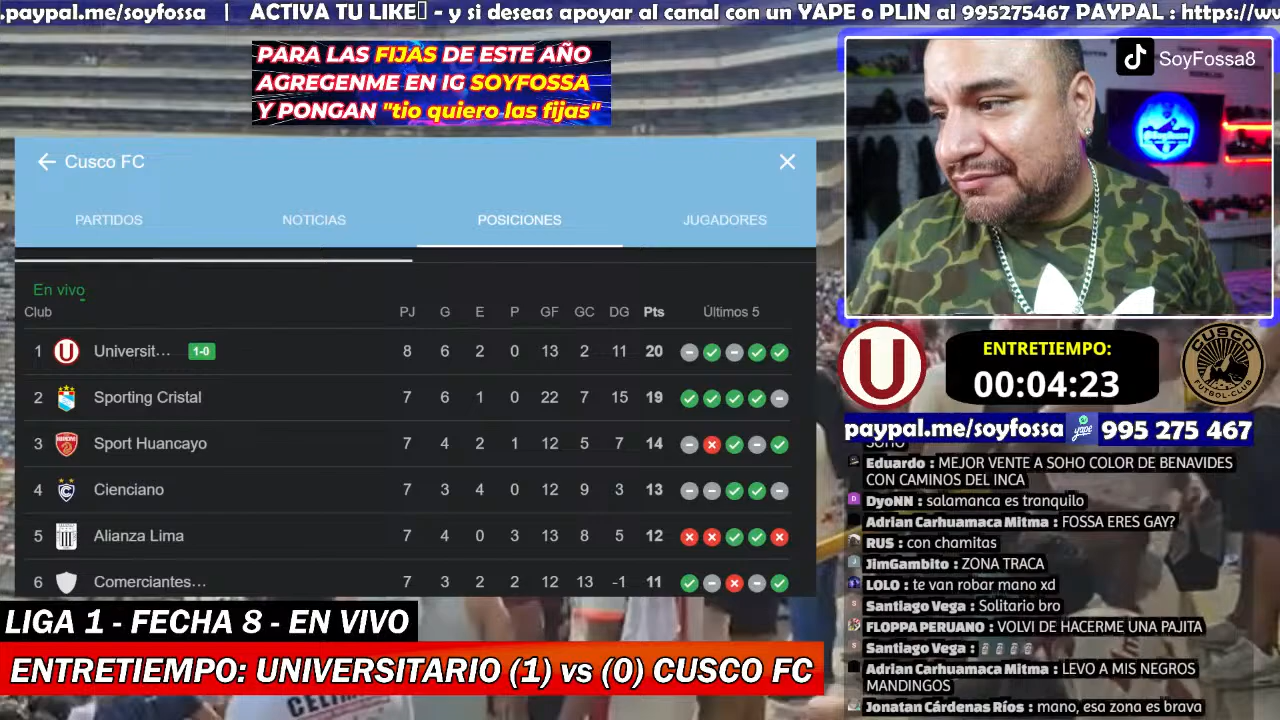 .paypal.me/soyfossa | ACTIVA TU LIKE - y si deseas apoyar al canal con un YAPE o PLIN al 995275467 PAYPAL : https://wu
PARA LAS FIJAS DE ESTE AÑO
AGREGENME EN IG SOYFOSSA
Y PONGAN "tio quiero las fijas"
SoyFossa8
Cusco FC
PARTIDOS NOTICIAS POSICIONES JUGADORES
En vivo
Club PJ G E P GF GC DG Pts Últimos 5
1 Universit... 1-0 8 6 2 0 13 2 11 20
2 Sporting Cristal 7 6 1 0 22 7 15 19
3 Sport Huancayo 7 4 2 1 12 5 7 14
4 Cienciano 7 3 4 0 12 9 3 13
5 Alianza Lima 7 4 0 3 13 8 5 12
6 Comerciantes... 7 3 2 2 12 13 -1 11
U
ENTRETIEMPO:
00:04:23
CUSCO
FUTBOL-CLUB
paypal.me/soyfossa yape 995 275 467
SOHO
Eduardo : MEJOR VENTE A SOHO COLOR DE BENAVIDES
CON CAMINOS DEL INCA
DyoNN : salamanca es tranquilo
Adrian Carhuamaca Mitma : FOSSA ERES GAY?
RUS : con chamitas
JimGambito : ZONA TRACA
LOLO : te van robar mano xd
Santiago Vega : Solitario bro
FLOPPA PERUANO : VOLVI DE HACERME UNA PAJITA
Santiago Vega :
Adrian Carhuamaca Mitma : LEVO A MIS NEGROS
MANDINGOS
Jonatan Cárdenas Ríos : mano, esa zona es brava
LIGA 1 - FECHA 8 - EN VIVO
ENTRETIEMPO: UNIVERSITARIO (1) vs (0) CUSCO FC